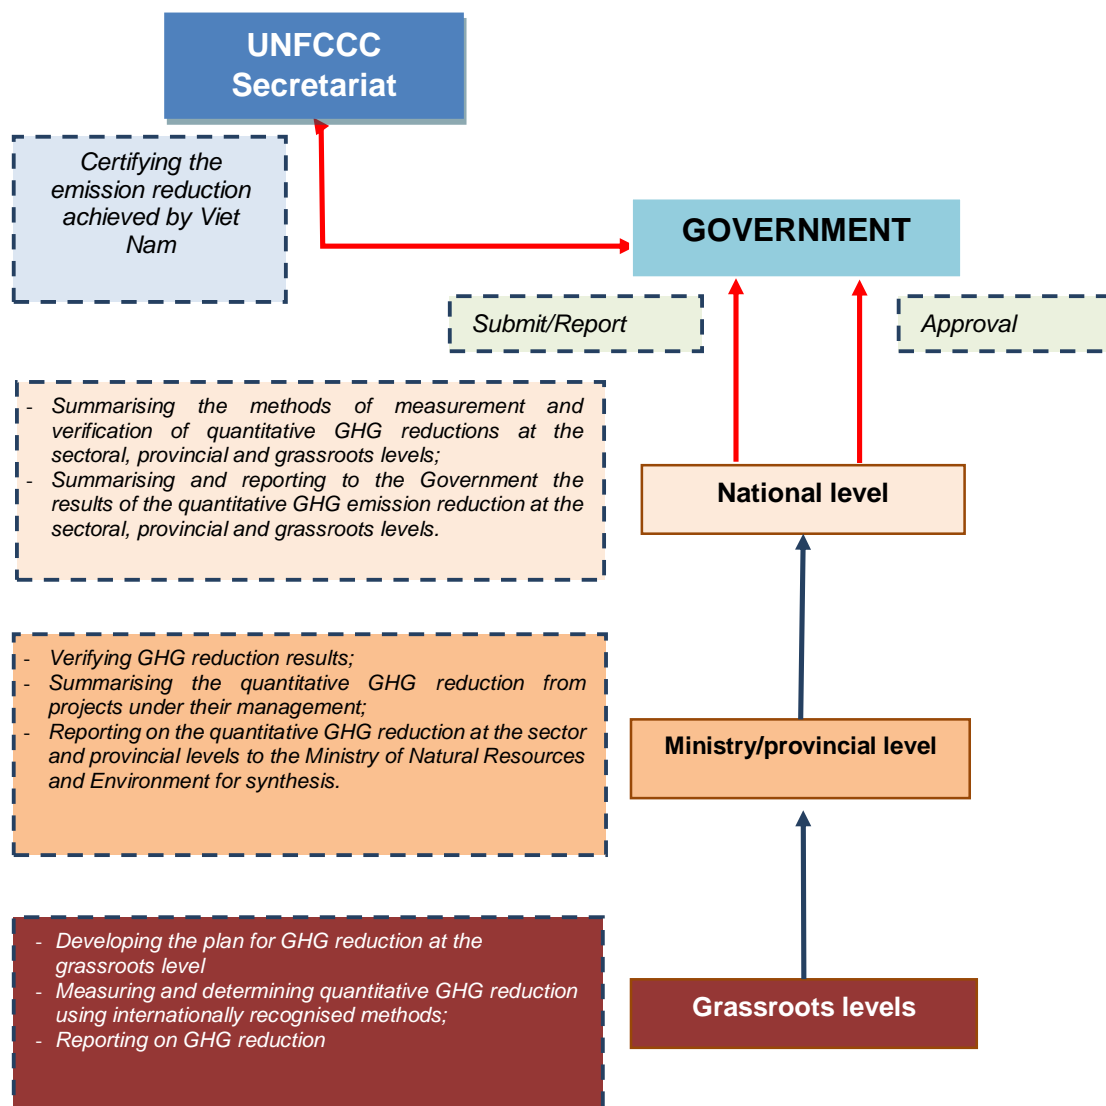 UNFCCC
Secretariat
Certifying the
emission reduction
achieved by Viet
Nam
GOVERNMENT
Submit/Report
Approval
- Summarising the methods of measurement and
verification of quantitative GHG reductions at the
sectoral, provincial and grassroots levels;
- Summarising and reporting to the Government the
results of the quantitative GHG emission reduction at the
sectoral, provincial and grassroots levels.
National level
- Verifying GHG reduction results;
- Summarising the quantitative GHG reduction from
projects under their management;
- Reporting on the quantitative GHG reduction at the sector
and provincial levels to the Ministry of Natural Resources
and Environment for synthesis.
Ministry/provincial level
- Developing the plan for GHG reduction at the
grassroots level
- Measuring and determining quantitative GHG reduction
using internationally recognised methods;
- Reporting on GHG reduction
Grassroots levels